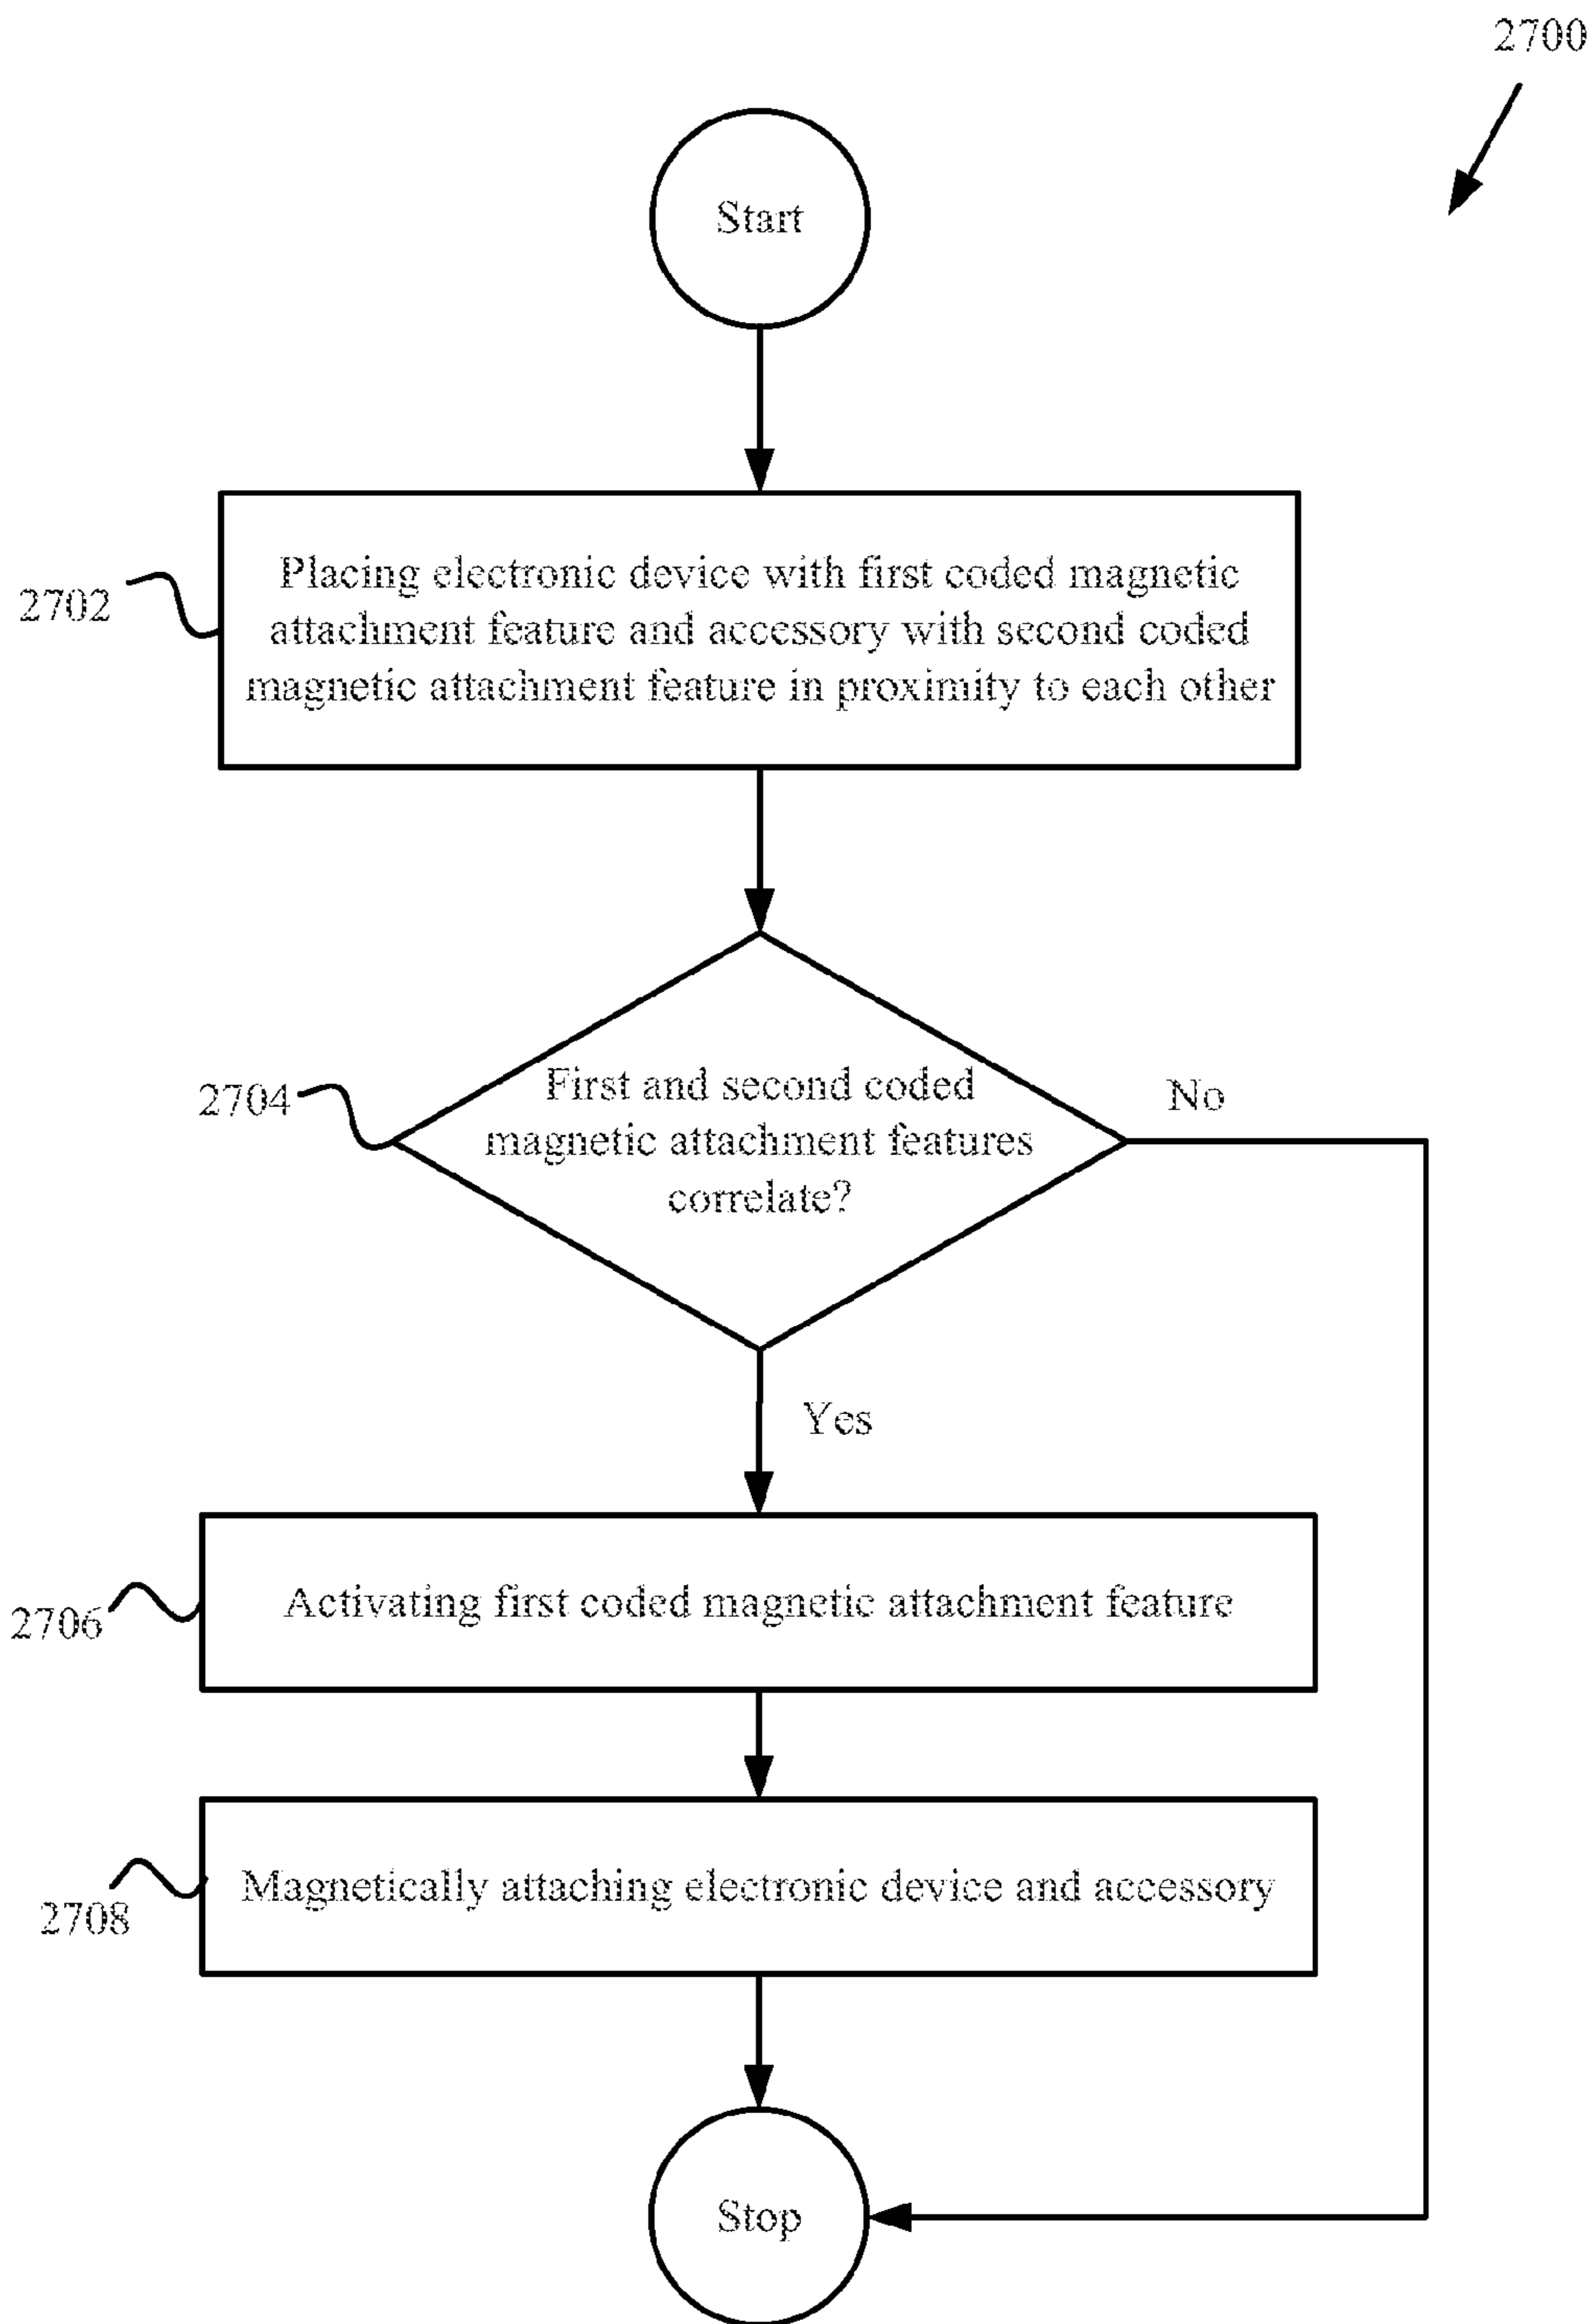 2700
Start
2702
Placing electronic device with first coded magnetic
attachment feature and accessory with second coded
magnetic attachment feature in proximity to each other
2704
First and second coded
magnetic attachment features
correlate?
No
Yes
2706
Activating first coded magnetic attachment feature
2708
Magnetically attaching electronic device and accessory
Stop